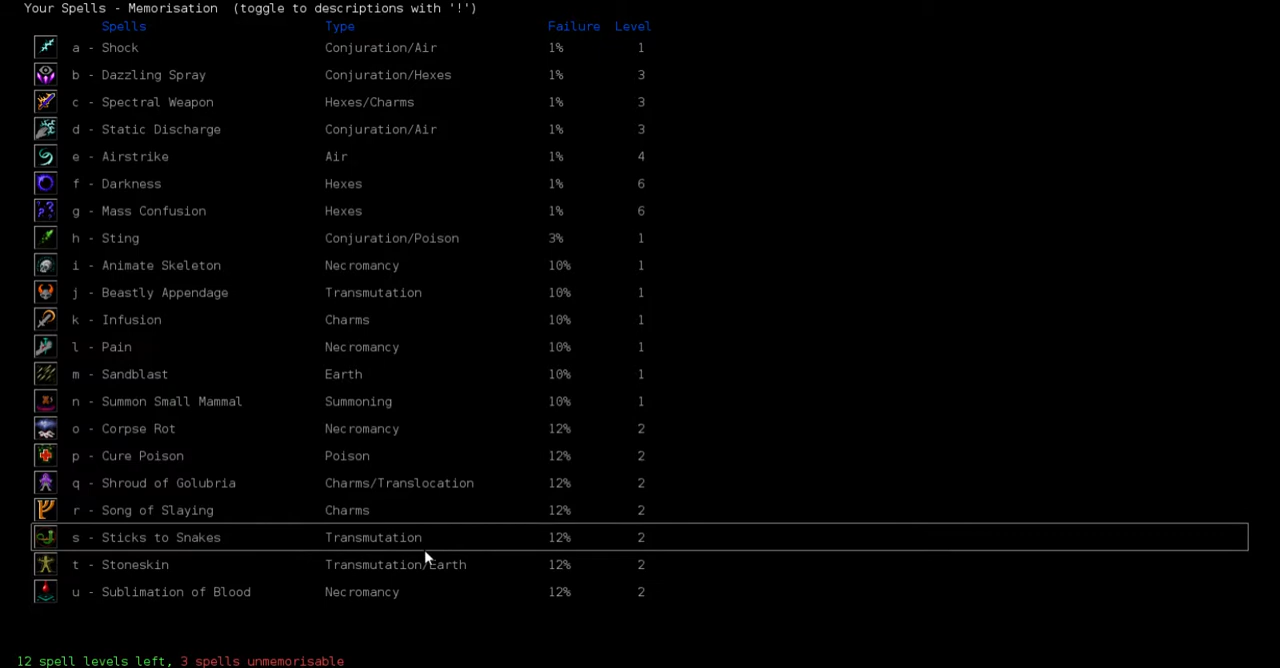 Your Spells - Memorisation  (toggle to descriptions with '!')
Spells Type Failure Level
a - Shock Conjuration/Air 1% 1
b - Dazzling Spray Conjuration/Hexes 1% 3
c - Spectral Weapon Hexes/Charms 1% 3
d - Static Discharge Conjuration/Air 1% 3
e - Airstrike Air 1% 4
f - Darkness Hexes 1% 6
g - Mass Confusion Hexes 1% 6
h - Sting Conjuration/Poison 3% 1
i - Animate Skeleton Necromancy 10% 1
j - Beastly Appendage Transmutation 10% 1
k - Infusion Charms 10% 1
l - Pain Necromancy 10% 1
m - Sandblast Earth 10% 1
n - Summon Small Mammal Summoning 10% 1
o - Corpse Rot Necromancy 12% 2
p - Cure Poison Poison 12% 2
q - Shroud of Golubria Charms/Translocation 12% 2
r - Song of Slaying Charms 12% 2
s - Sticks to Snakes Transmutation 12% 2
t - Stoneskin Transmutation/Earth 12% 2
u - Sublimation of Blood Necromancy 12% 2
12 spell levels left, 3 spells unmemorisable